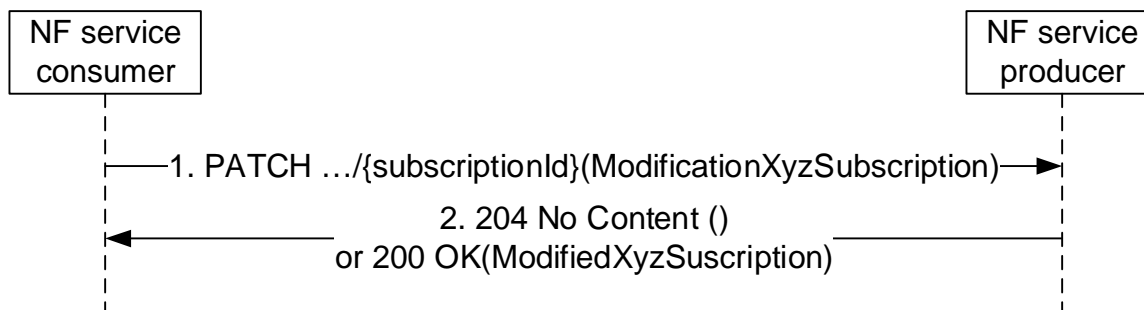 NF service
consumer
NF service
producer
1. PATCH …/{subscriptionId}(ModificationXyzSubscription)
2. 204 No Content ()
or 200 OK(ModifiedXyzSuscription)